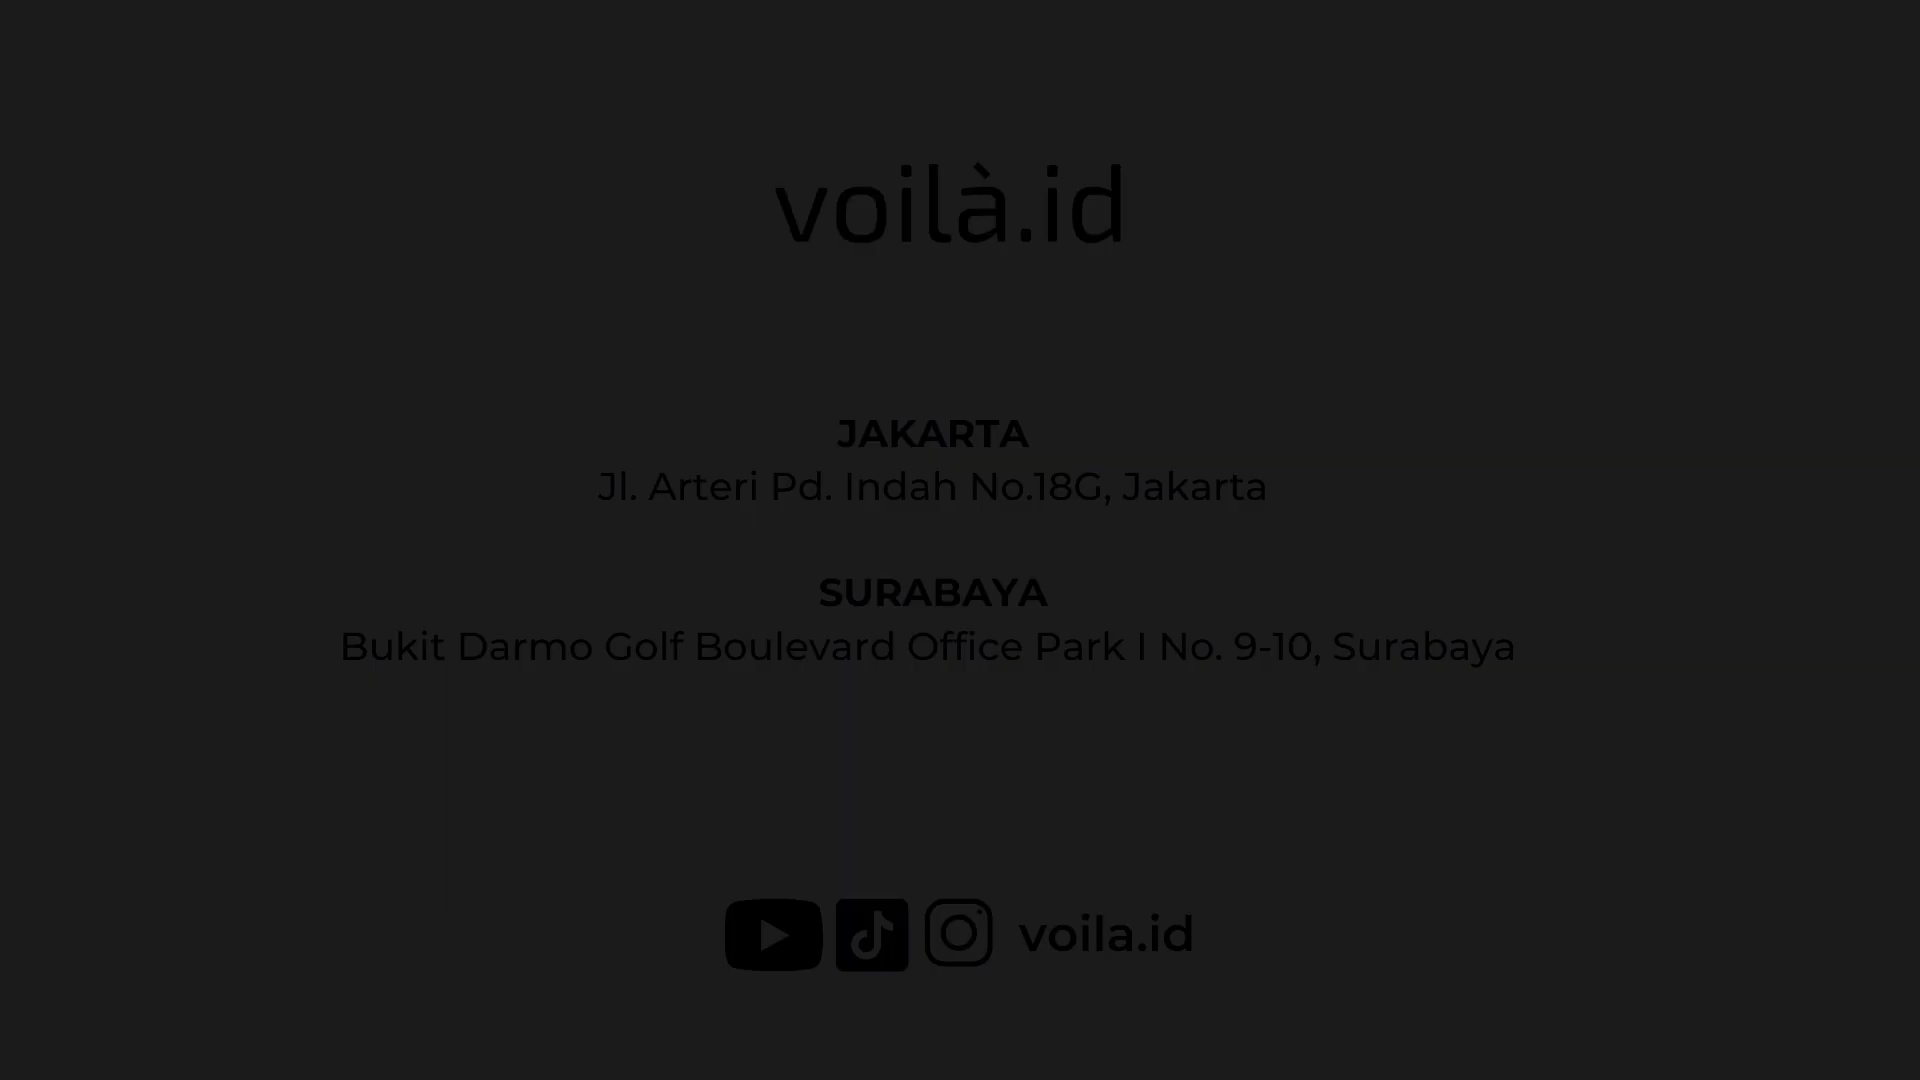 voilà.id
JAKARTA
Jl. Arteri Pd. Indah No.18G, Jakarta
SURABAYA
Bukit Darmo Golf Boulevard Office Park I No. 9-10, Surabaya
voila.id